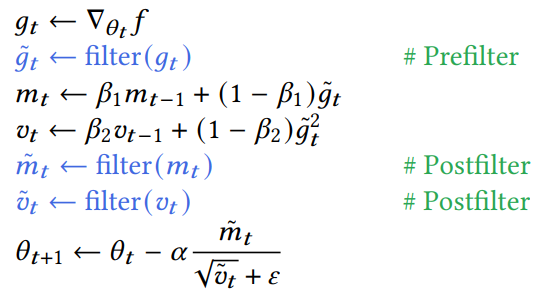 g_t ← ∇_{θ_t} f
g̃_t ← filter(g_t) # Prefilter
m_t ← β_1 m_{t−1} + (1 − β_1) g̃_t
v_t ← β_2 v_{t−1} + (1 − β_2) g̃_t^2
m̃_t ← filter(m_t) # Postfilter
ṽ_t ← filter(v_t) # Postfilter
θ_{t+1} ← θ_t − α m̃_t / (√ṽ_t + ε)